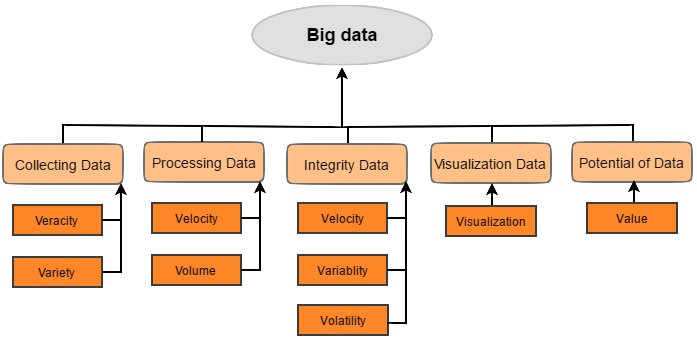 Big data
Collecting Data
Processing Data
Integrity Data
Visualization Data
Potential of Data
Veracity
Velocity
Velocity
Visualization
Value
Variety
Volume
Variablity
Volatility